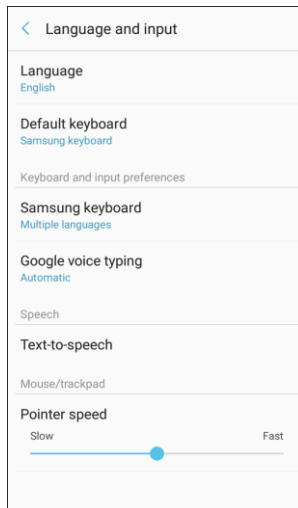 Language and input
Language
English
Default keyboard
Samsung keyboard
Keyboard and input preferences
Samsung keyboard
Multiple languages
Google voice typing
Automatic
Speech
Text-to-speech
Mouse/trackpad
Pointer speed
Slow Fast